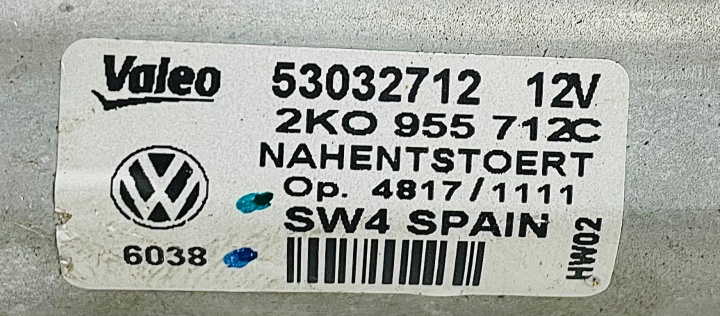 Valeo 53032712 12V
2K0 955 712C
NAHENTSTOERT
Op. 4817/1111
SW4 SPAIN
6038
HW02